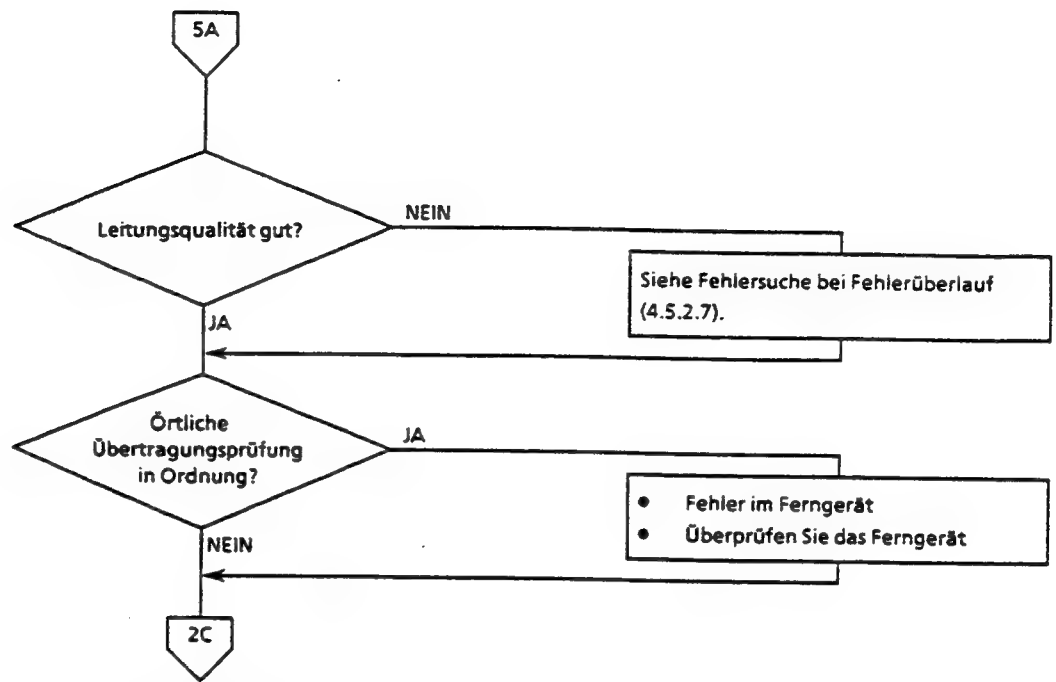 5A
Leitungsqualität gut?
NEIN
Siehe Fehlersuche bei Fehlerüberlauf
(4.5.2.7).
JA
Örtliche
Übertragungsprüfung
in Ordnung?
JA
● Fehler im Ferngerät
● Überprüfen Sie das Ferngerät
NEIN
2C